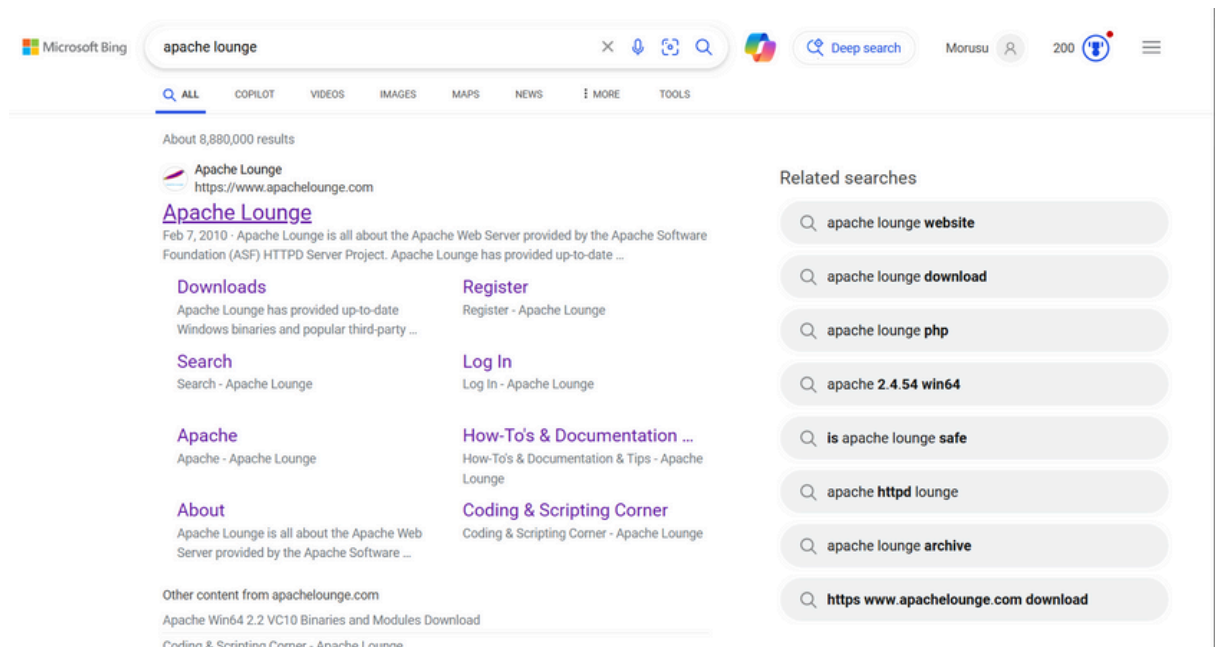 Microsoft Bing
apache lounge
Deep search
Morusu
200
ALL
COPILOT
VIDEOS
IMAGES
MAPS
NEWS
MORE
TOOLS
About 8,880,000 results
Apache Lounge
https://www.apachelounge.com
Apache Lounge
Feb 7, 2010 · Apache Lounge is all about the Apache Web Server provided by the Apache Software
Foundation (ASF) HTTPD Server Project. Apache Lounge has provided up-to-date ...
Downloads
Apache Lounge has provided up-to-date
Windows binaries and popular third-party ...
Register
Register - Apache Lounge
Search
Search - Apache Lounge
Log In
Log In - Apache Lounge
Apache
Apache - Apache Lounge
How-To's & Documentation ...
How-To's & Documentation & Tips - Apache
Lounge
About
Apache Lounge is all about the Apache Web
Server provided by the Apache Software ...
Coding & Scripting Corner
Coding & Scripting Corner - Apache Lounge
Other content from apachelounge.com
Apache Win64 2.2 VC10 Binaries and Modules Download
Coding & Scripting Corner - Apache Lounge
Related searches
apache lounge website
apache lounge download
apache lounge php
apache 2.4.54 win64
is apache lounge safe
apache httpd lounge
apache lounge archive
https www.apachelounge.com download